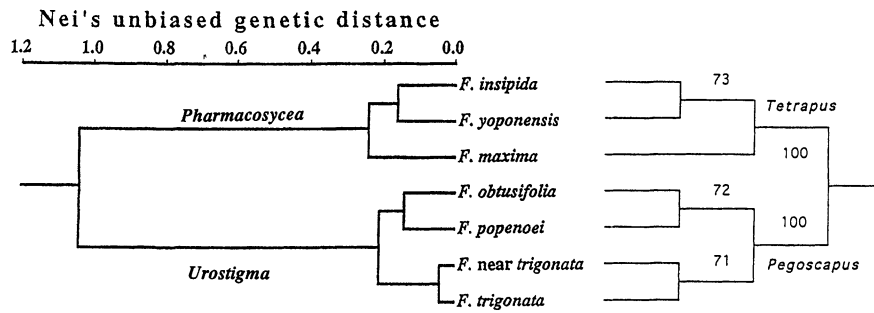 Nei's unbiased genetic distance
1.2 1.0 0.8 0.6 0.4 0.2 0.0
F. insipida 73
Pharmacosycea Tetrapus
F. yoponensis
F. maxima 100
F. obtusifolia 72
100
F. popenoei
F. near trigonata 71 Pegoscapus
Urostigma
F. trigonata